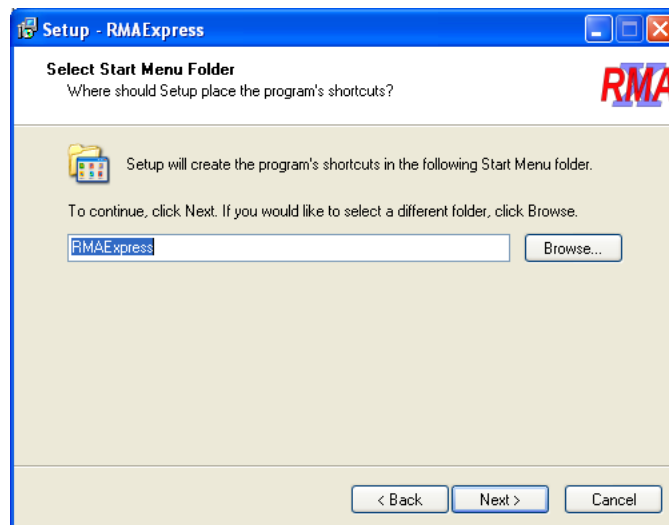 Setup - RMAExpress
Select Start Menu Folder
Where should Setup place the program's shortcuts?
RMA
Setup will create the program's shortcuts in the following Start Menu folder.
To continue, click Next. If you would like to select a different folder, click Browse.
RMAExpress
Browse...
< Back
Next >
Cancel